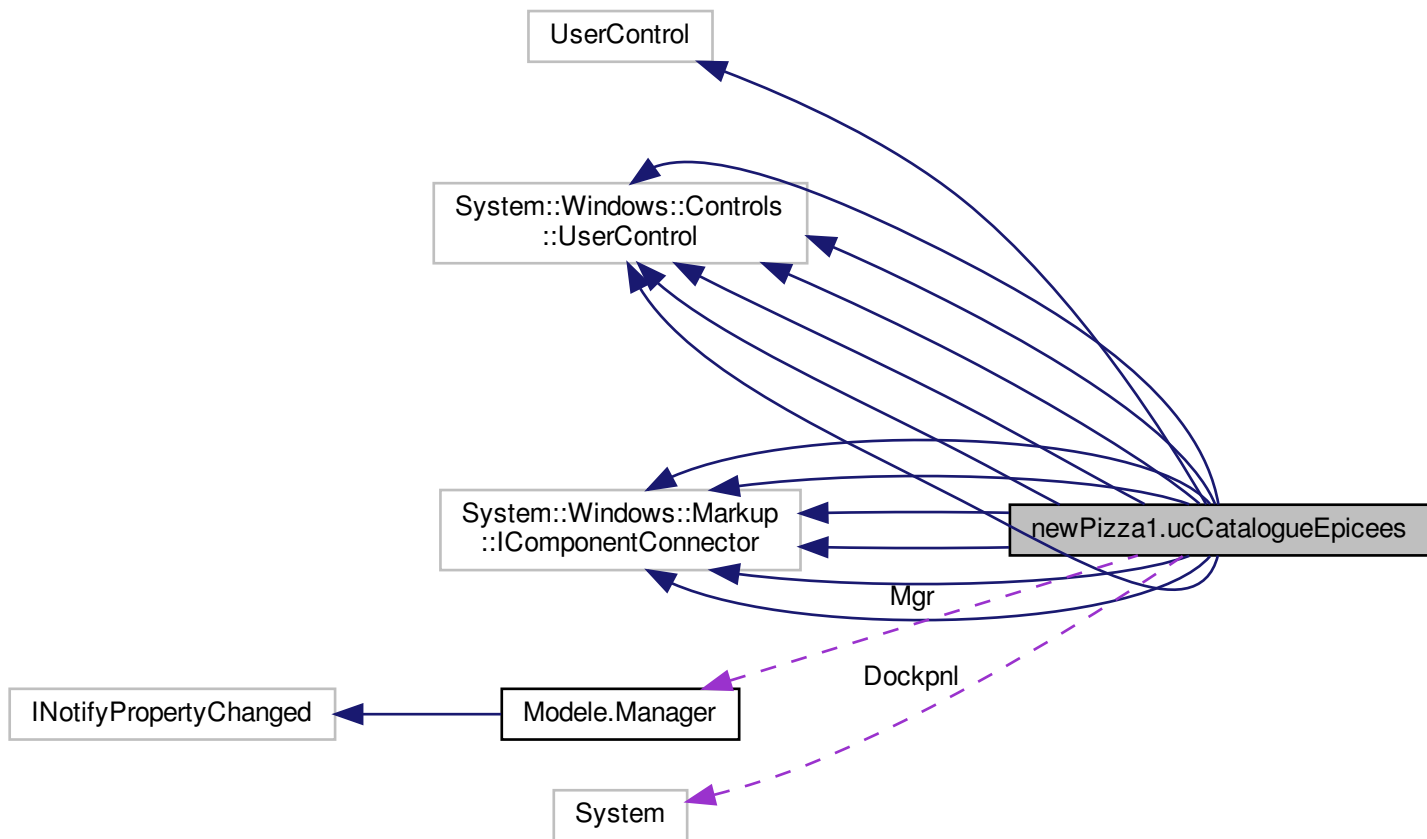 UserControl
System::Windows::Controls
::UserControl
System::Windows::Markup
::IComponentConnector
newPizza1.ucCatalogueEpicees
Mgr
Dockpnl
INotifyPropertyChanged
Modele.Manager
System